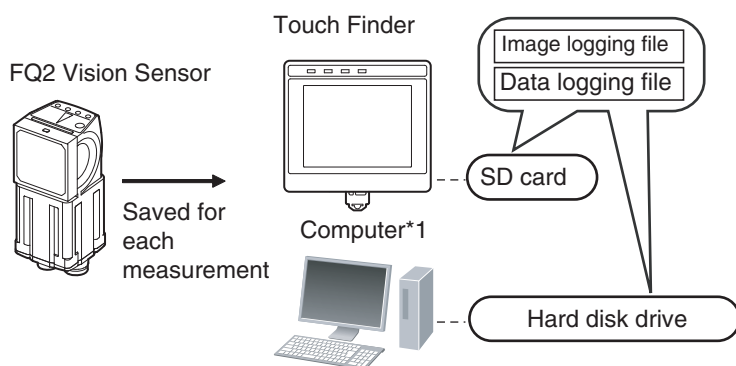 Touch Finder
Image logging file
Data logging file
FQ2 Vision Sensor
SD card
Saved for
each
measurement
Computer*1
Hard disk drive